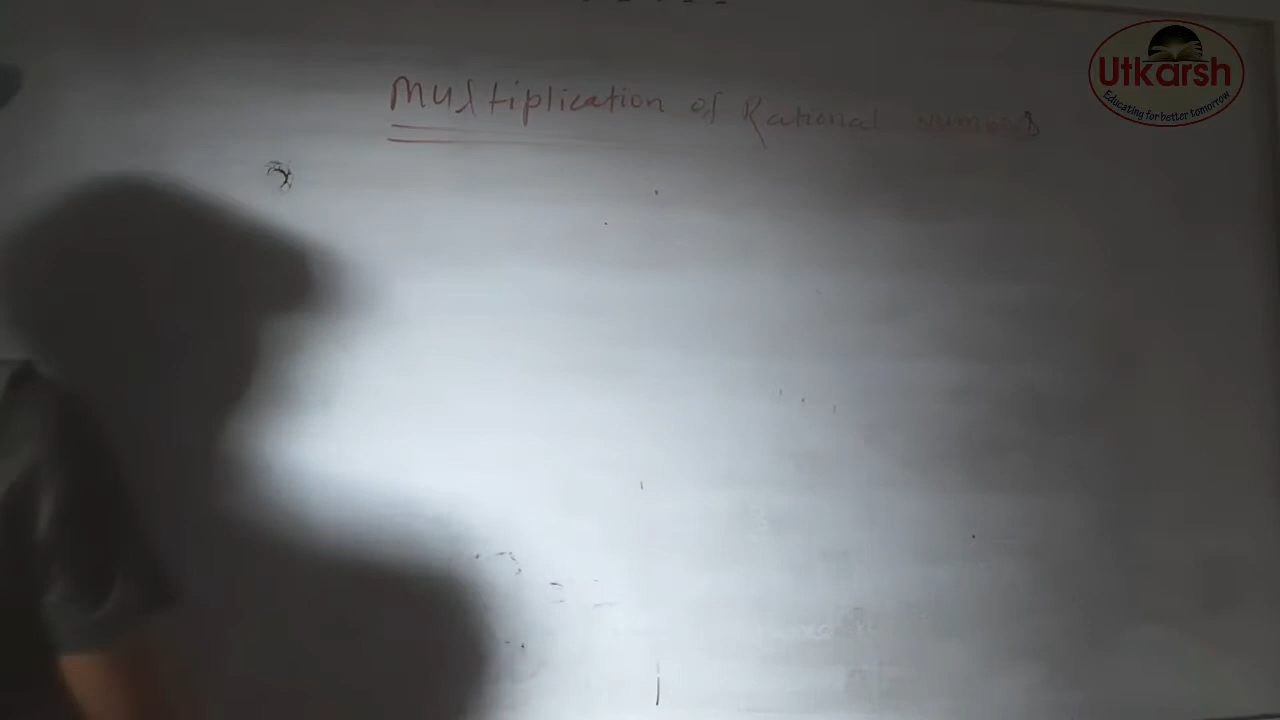 Multiplication of Rational Numbers
Utkarsh
Educating for better tomorrow